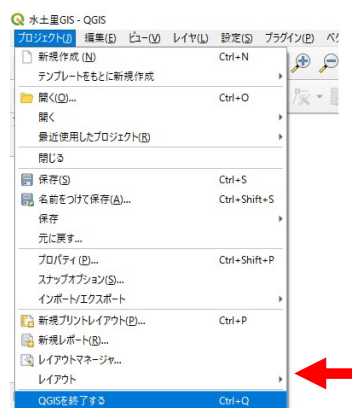 水土里GIS - QGIS
プロジェクト(J) 編集(E) ビュー(V) レイヤ(L) 設定(S) プラグイン(P) ベク
新規作成 (N) Ctrl+N
テンプレートをもとに新規作成
開く(O)... Ctrl+O
開く
最近使用したプロジェクト(R)
閉じる
保存(S) Ctrl+S
名前をつけて保存(A)... Ctrl+Shift+S
保存
元に戻す...
プロパティ (P)... Ctrl+Shift+P
スナップオプション(S)...
インポート/エクスポート
新規プリントレイアウト(P)... Ctrl+P
新規レポート(R)...
レイアウトマネージャ...
レイアウト
QGISを終了する Ctrl+Q